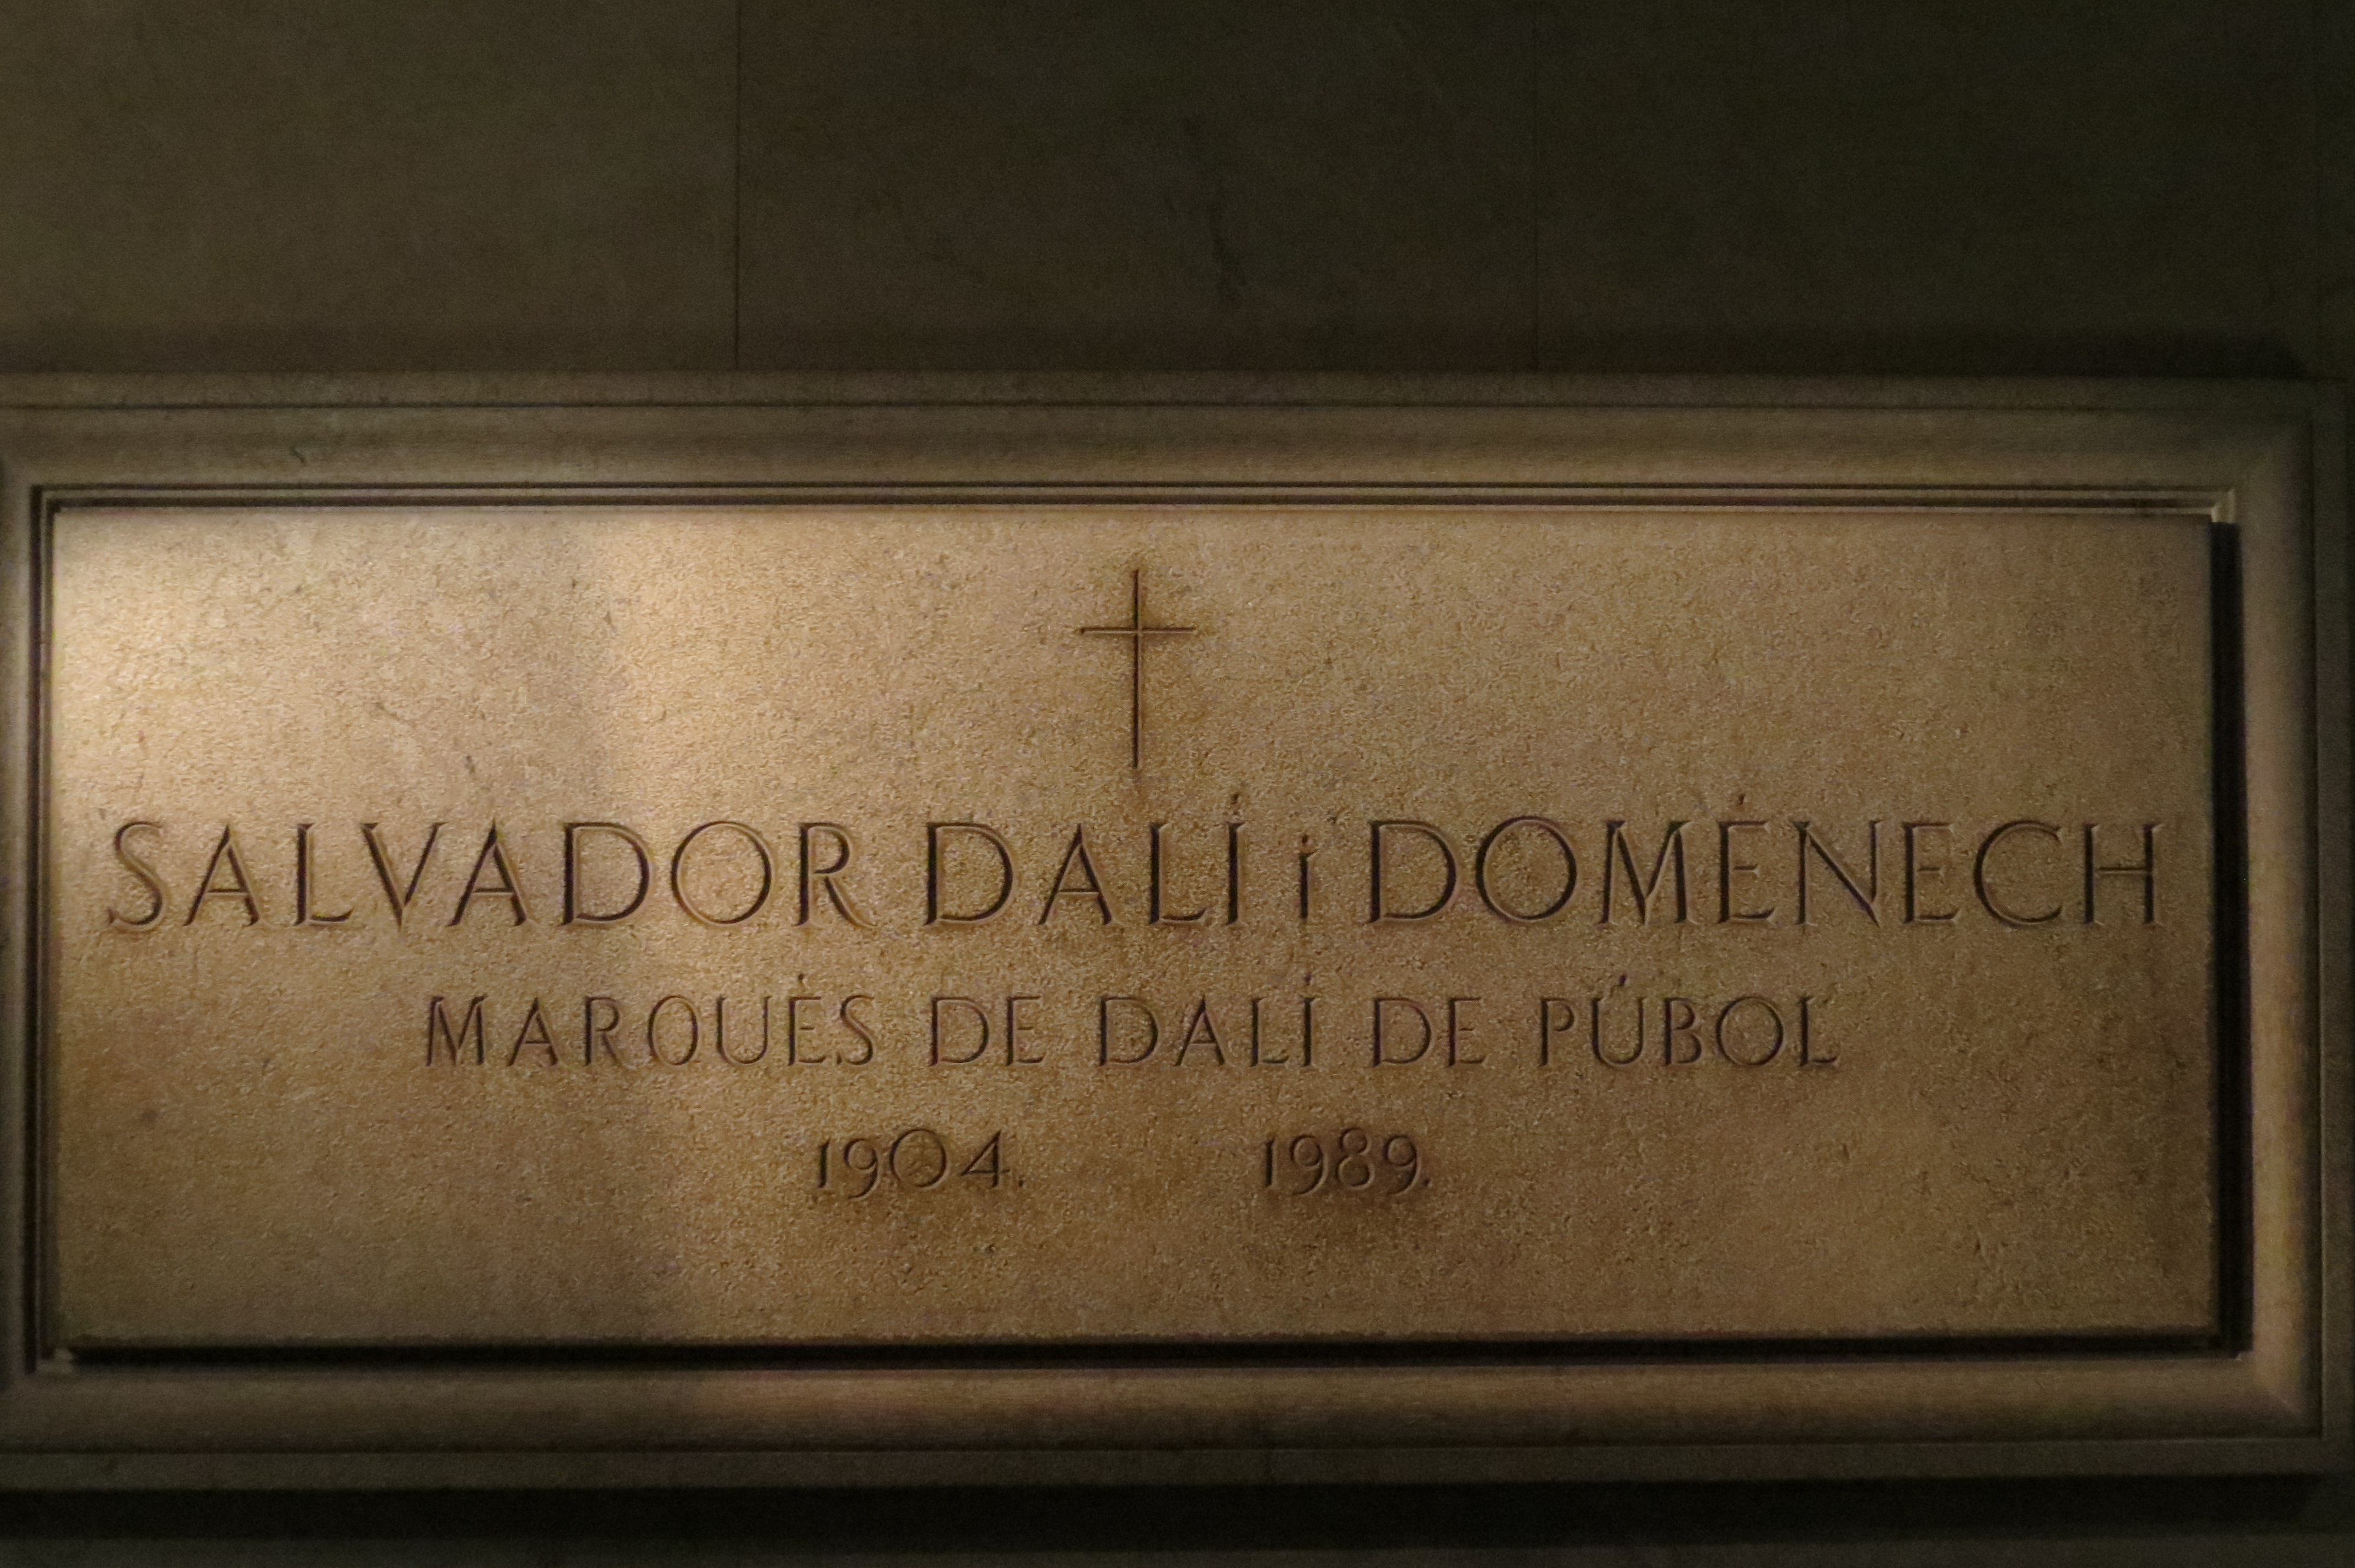 SALVADOR DALÍ i DOMÈNECH
MARQUÈS DE DALÍ DE PÚBOL
1904. 1989.